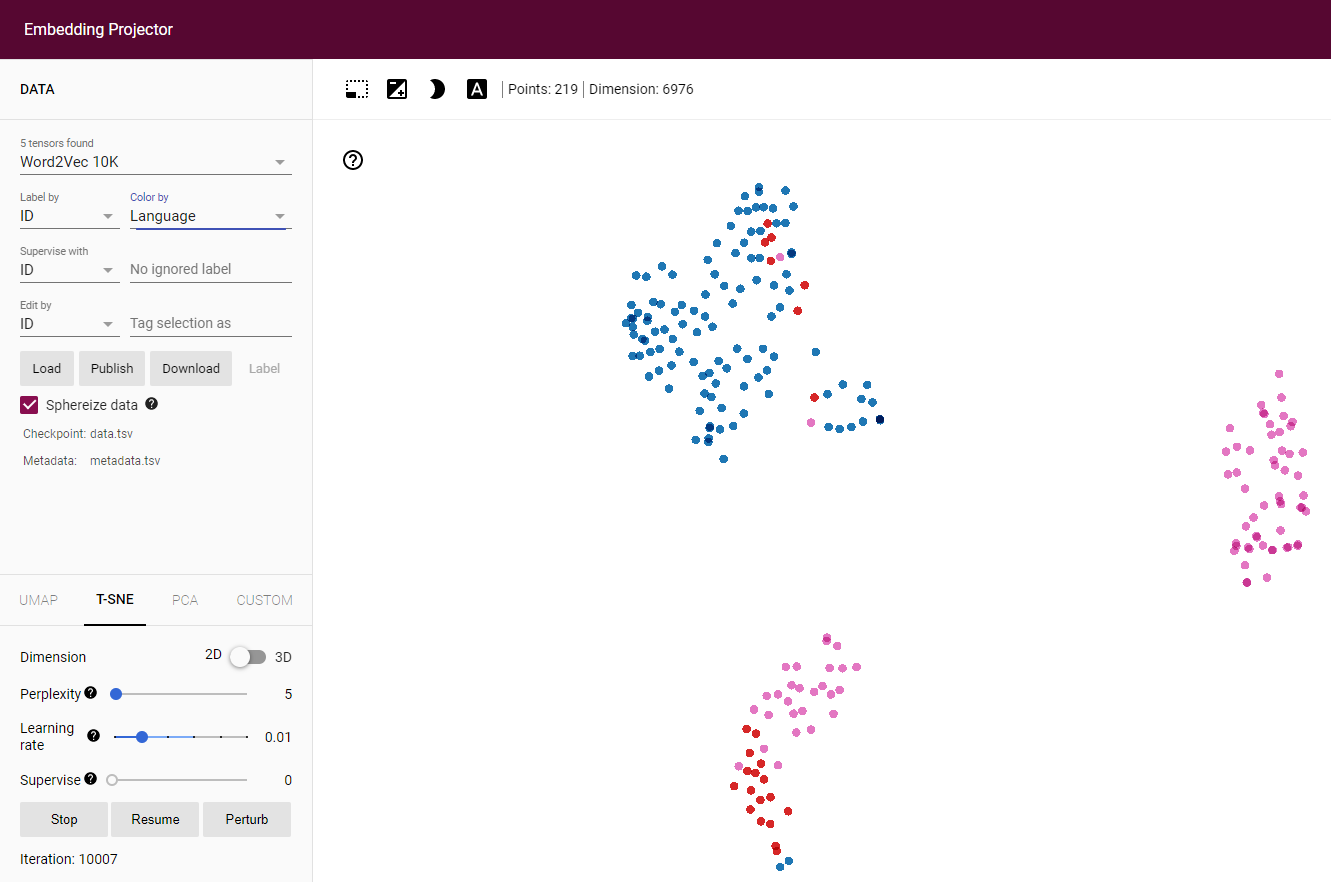 Embedding Projector
DATA
Points: 219 | Dimension: 6976
5 tensors found
Word2Vec 10K
Label by Color by
ID Language
Supervise with
ID No ignored label
Edit by
ID Tag selection as
Load Publish Download Label
Sphereize data
Checkpoint: data.tsv
Metadata: metadata.tsv
UMAP T-SNE PCA CUSTOM
Dimension 2D 3D
Perplexity 5
Learning
rate 0.01
Supervise 0
Stop Resume Perturb
Iteration: 10007